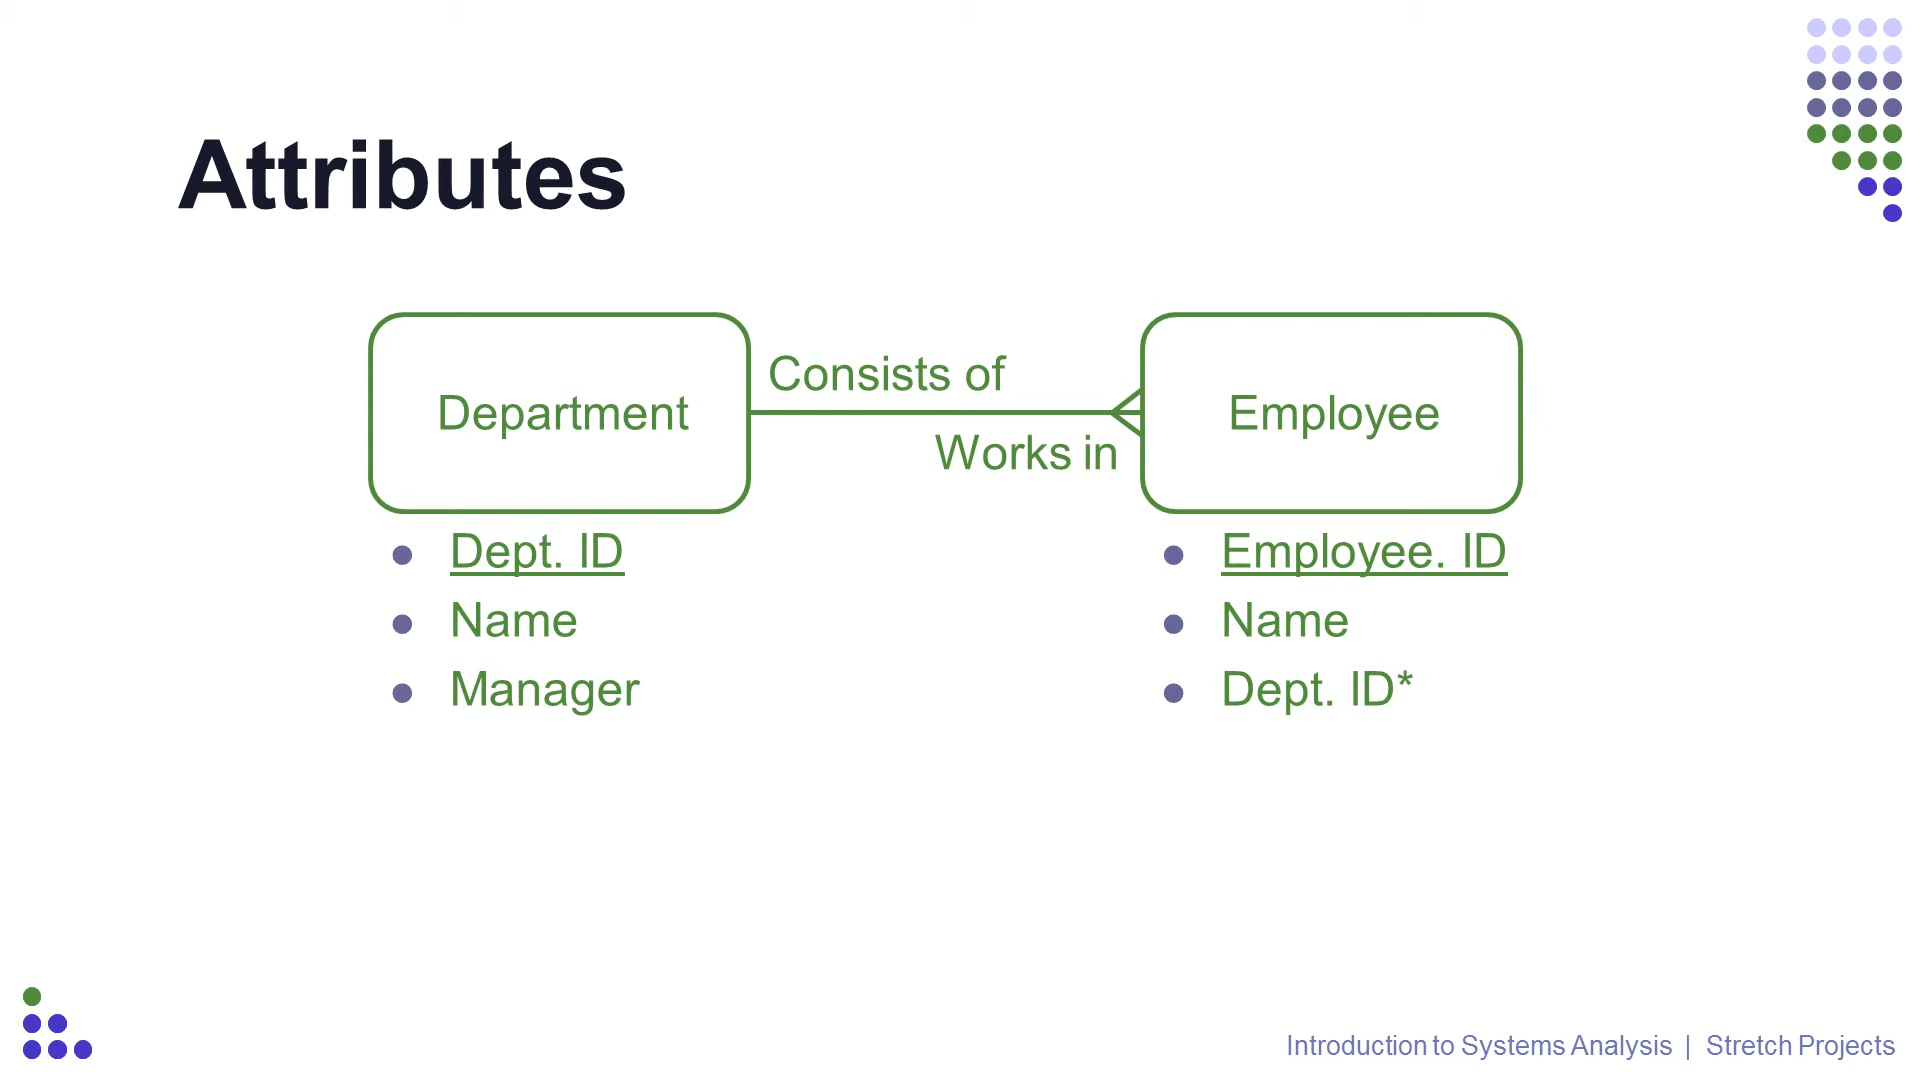 Attributes
Department
Consists of
Works in
Employee
Dept. ID
Name
Manager
Employee. ID
Name
Dept. ID*
Introduction to Systems Analysis | Stretch Projects